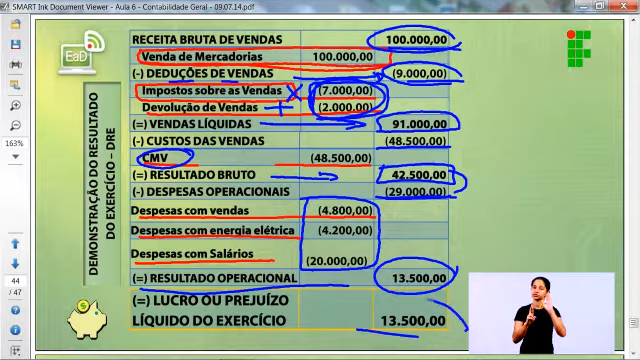 SMART Ink Document Viewer - Aula 6 - Contabilidade Geral - 09.07.14.pdf
EaD
DEMONSTRAÇÃO DO RESULTADO
DO EXERCÍCIO – DRE
RECEITA BRUTA DE VENDAS 100.000,00
Venda de Mercadorias 100.000,00
(-) DEDUÇÕES DE VENDAS (9.000,00)
Impostos sobre as Vendas (7.000,00)
Devolução de Vendas (2.000,00)
(=) VENDAS LÍQUIDAS 91.000,00
(-) CUSTOS DAS VENDAS (48.500,00)
CMV (48.500,00)
(=) RESULTADO BRUTO 42.500,00
(-) DESPESAS OPERACIONAIS (29.000,00)
Despesas com vendas (4.800,00)
Despesas com energia elétrica (4.200,00)
Despesas com Salários (20.000,00)
(=) RESULTADO OPERACIONAL 13.500,00
(=) LUCRO OU PREJUÍZO
LÍQUIDO DO EXERCÍCIO 13.500,00
163%
44
/ 47